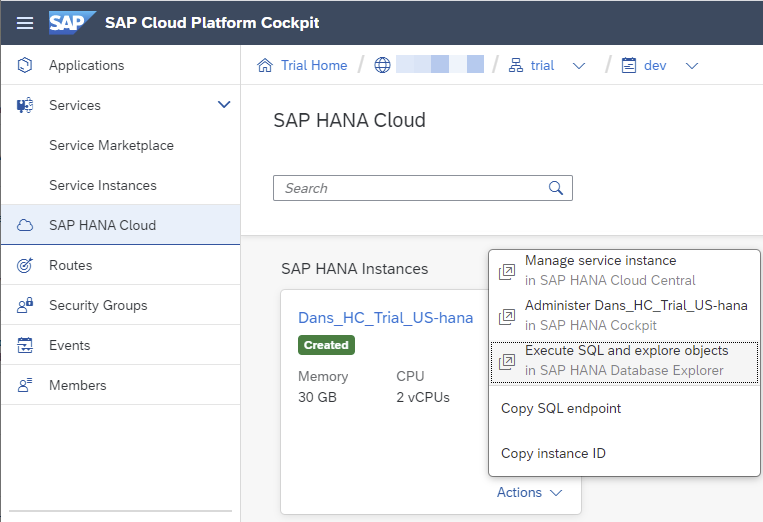 SAP SAP Cloud Platform Cockpit
Applications
Services
Service Marketplace
Service Instances
SAP HANA Cloud
Routes
Security Groups
Events
Members
Trial Home / / trial / dev
SAP HANA Cloud
Search
SAP HANA Instances
Dans_HC_Trial_US-hana
Created
Memory CPU
30 GB 2 vCPUs
Manage service instance
in SAP HANA Cloud Central
Administer Dans_HC_Trial_US-hana
in SAP HANA Cockpit
Execute SQL and explore objects
in SAP HANA Database Explorer
Copy SQL endpoint
Copy instance ID
Actions